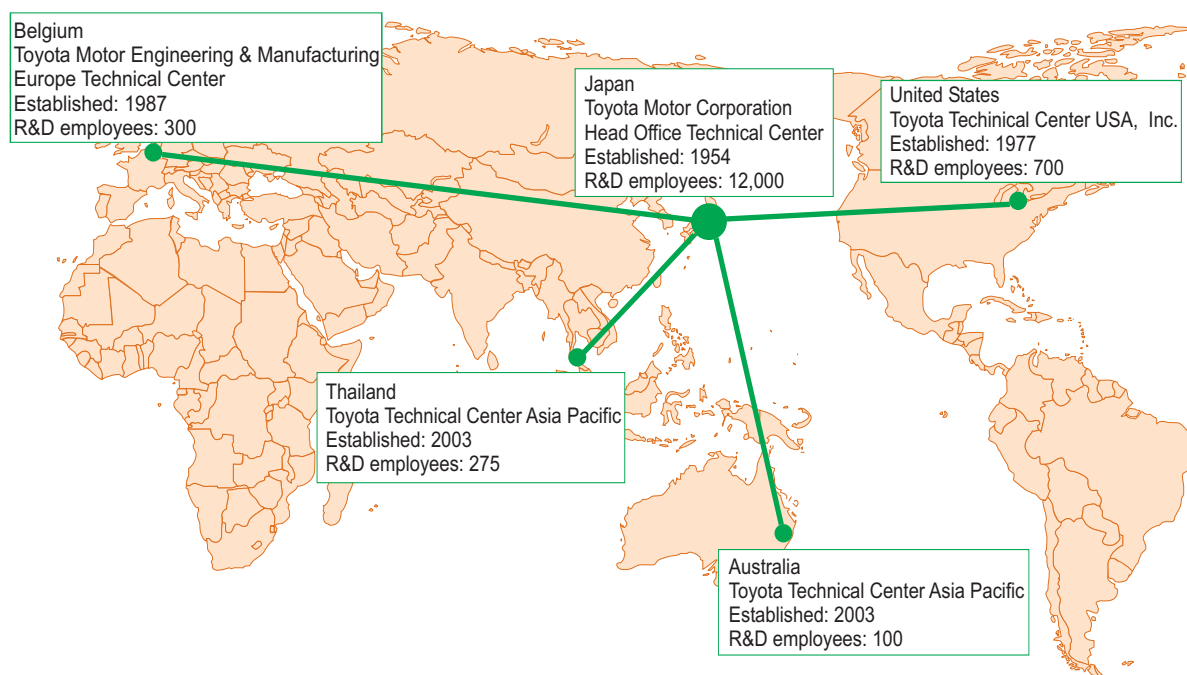 Belgium
Toyota Motor Engineering & Manufacturing
Europe Technical Center
Established: 1987
R&D employees: 300
Japan
Toyota Motor Corporation
Head Office Technical Center
Established: 1954
R&D employees: 12,000
United States
Toyota Techinical Center USA, Inc.
Established: 1977
R&D employees: 700
Thailand
Toyota Technical Center Asia Pacific
Established: 2003
R&D employees: 275
Australia
Toyota Technical Center Asia Pacific
Established: 2003
R&D employees: 100